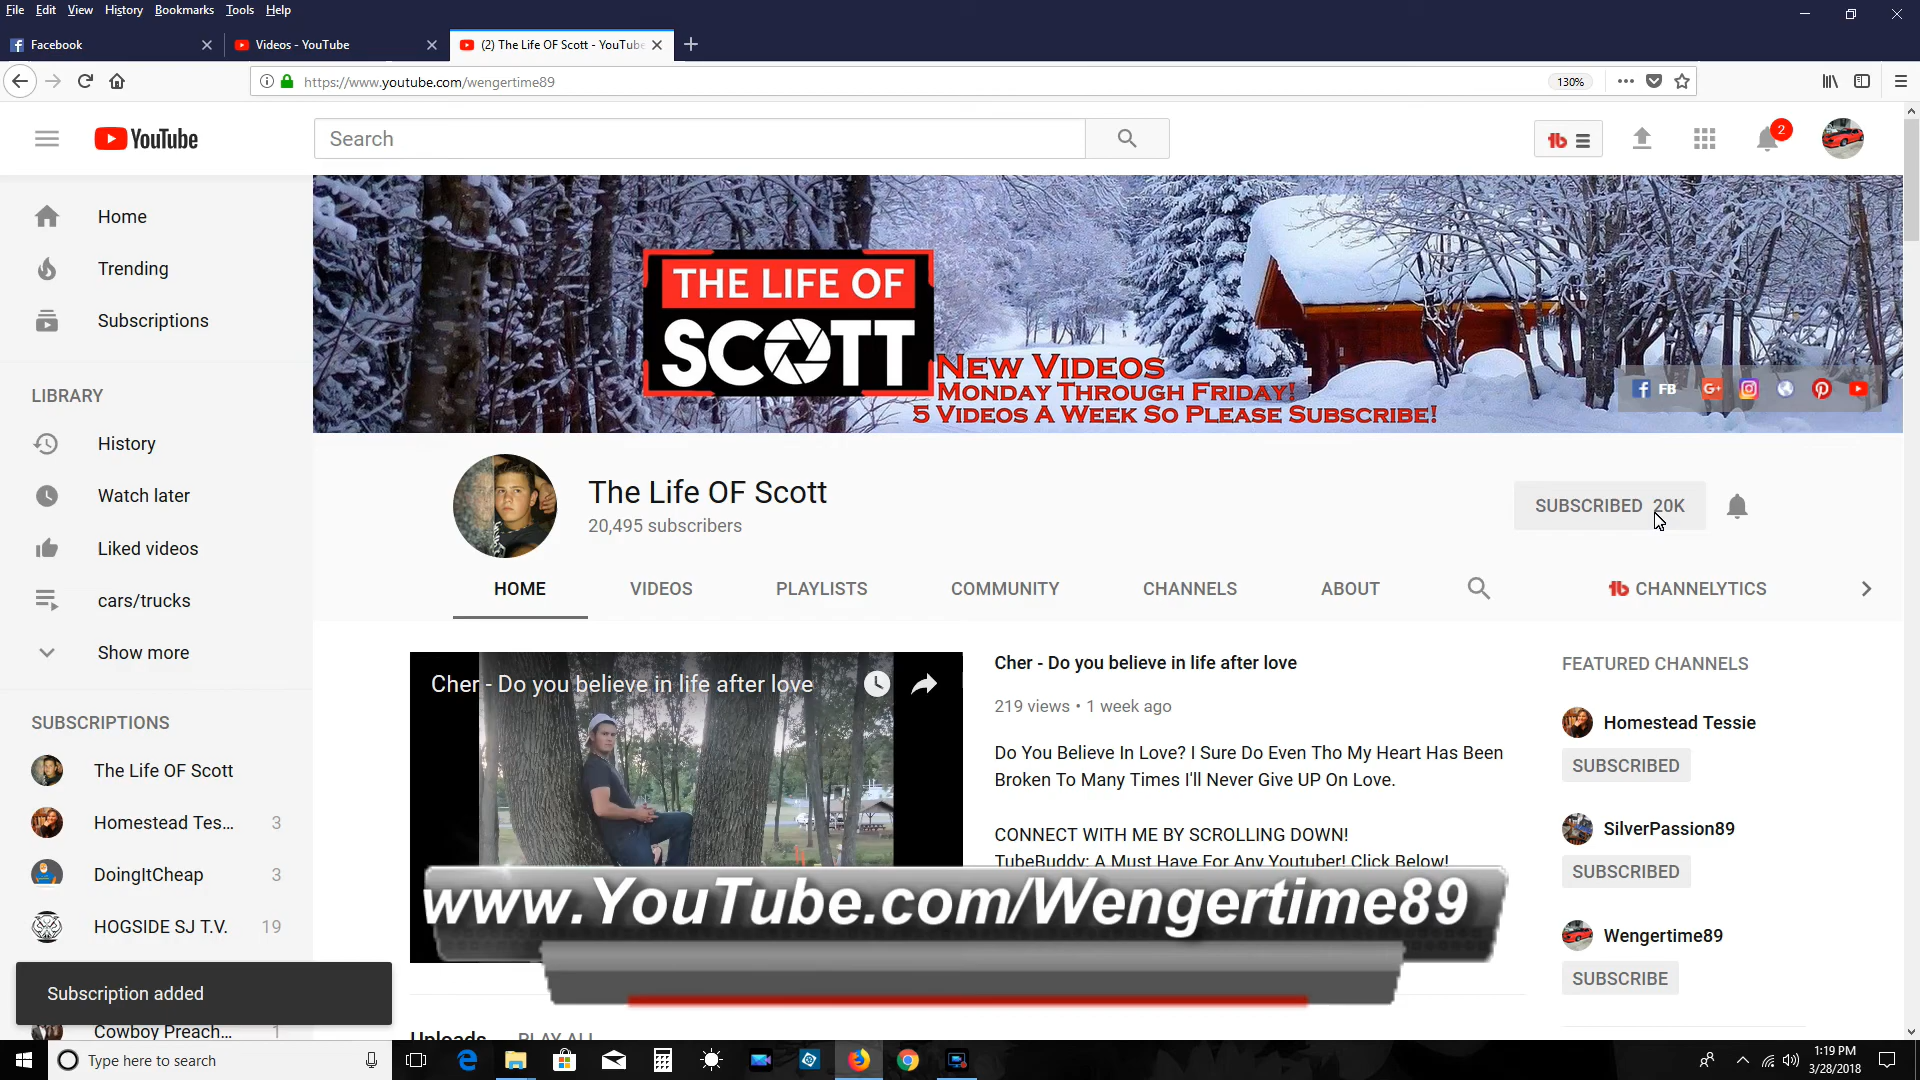 File Edit View History Bookmarks Tools Help
Facebook
Videos - YouTube
(2) The Life OF Scott - YouTube
https://www.youtube.com/wengertime89
130%
YouTube
Search
2
Home
Trending
Subscriptions
LIBRARY
History
Watch later
Liked videos
cars/trucks
Show more
SUBSCRIPTIONS
The Life OF Scott
Homestead Tes... 3
DoingItCheap 3
HOGSIDE SJ T.V. 19
Cowboy Preach... 1
Subscription added
THE LIFE OF
SCOTT
NEW VIDEOS
MONDAY THROUGH FRIDAY!
5 VIDEOS A WEEK SO PLEASE SUBSCRIBE!
FB
The Life OF Scott
20,495 subscribers
SUBSCRIBED 20K
HOME VIDEOS PLAYLISTS COMMUNITY CHANNELS ABOUT CHANNELYTICS
Cher - Do you believe in life after love
Cher - Do you believe in life after love
219 views • 1 week ago
Do You Believe In Love? I Sure Do Even Tho My Heart Has Been
Broken To Many Times I'll Never Give UP On Love.
CONNECT WITH ME BY SCROLLING DOWN!
TubeBuddy: A Must Have For Any Youtuber! Click Below!
www.YouTube.com/Wengertime89
Uploads PLAY ALL
FEATURED CHANNELS
Homestead Tessie
SUBSCRIBED
SilverPassion89
SUBSCRIBED
Wengertime89
SUBSCRIBE
Type here to search
1:19 PM
3/28/2018